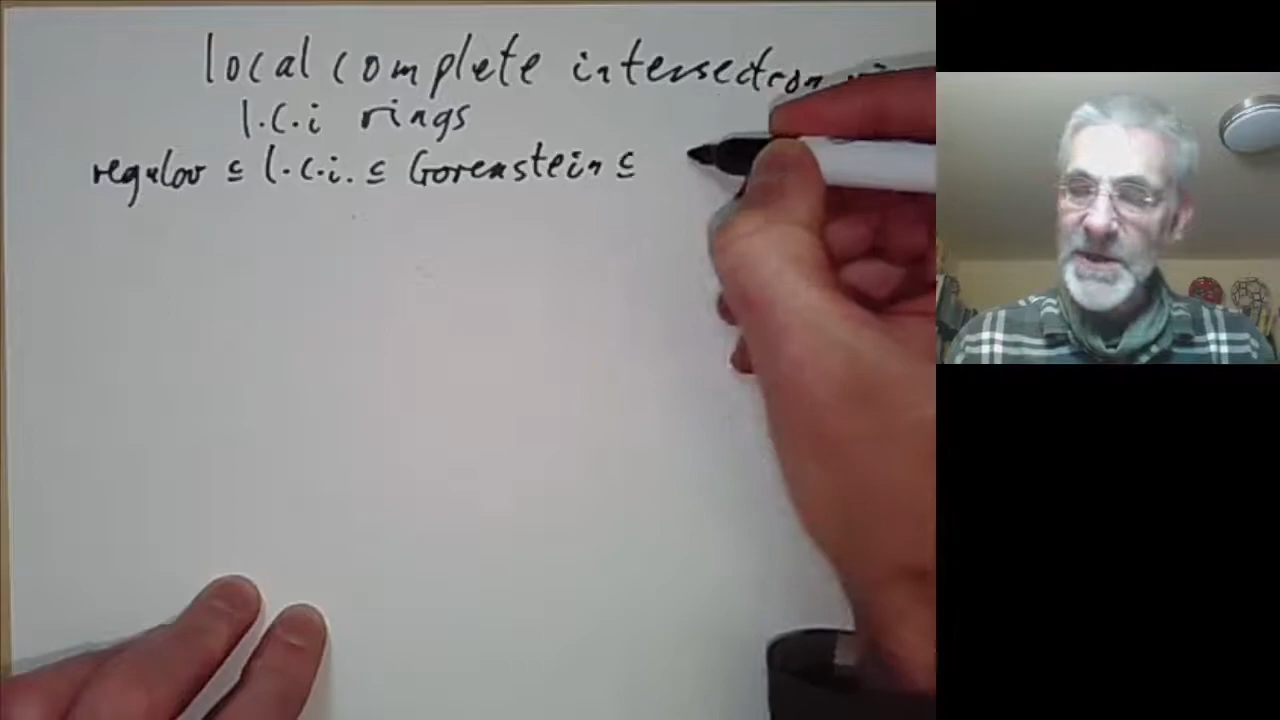 local complete intersection
l.c.i rings
regular ⊆ l.c.i. ⊆ Gorenstein ⊆